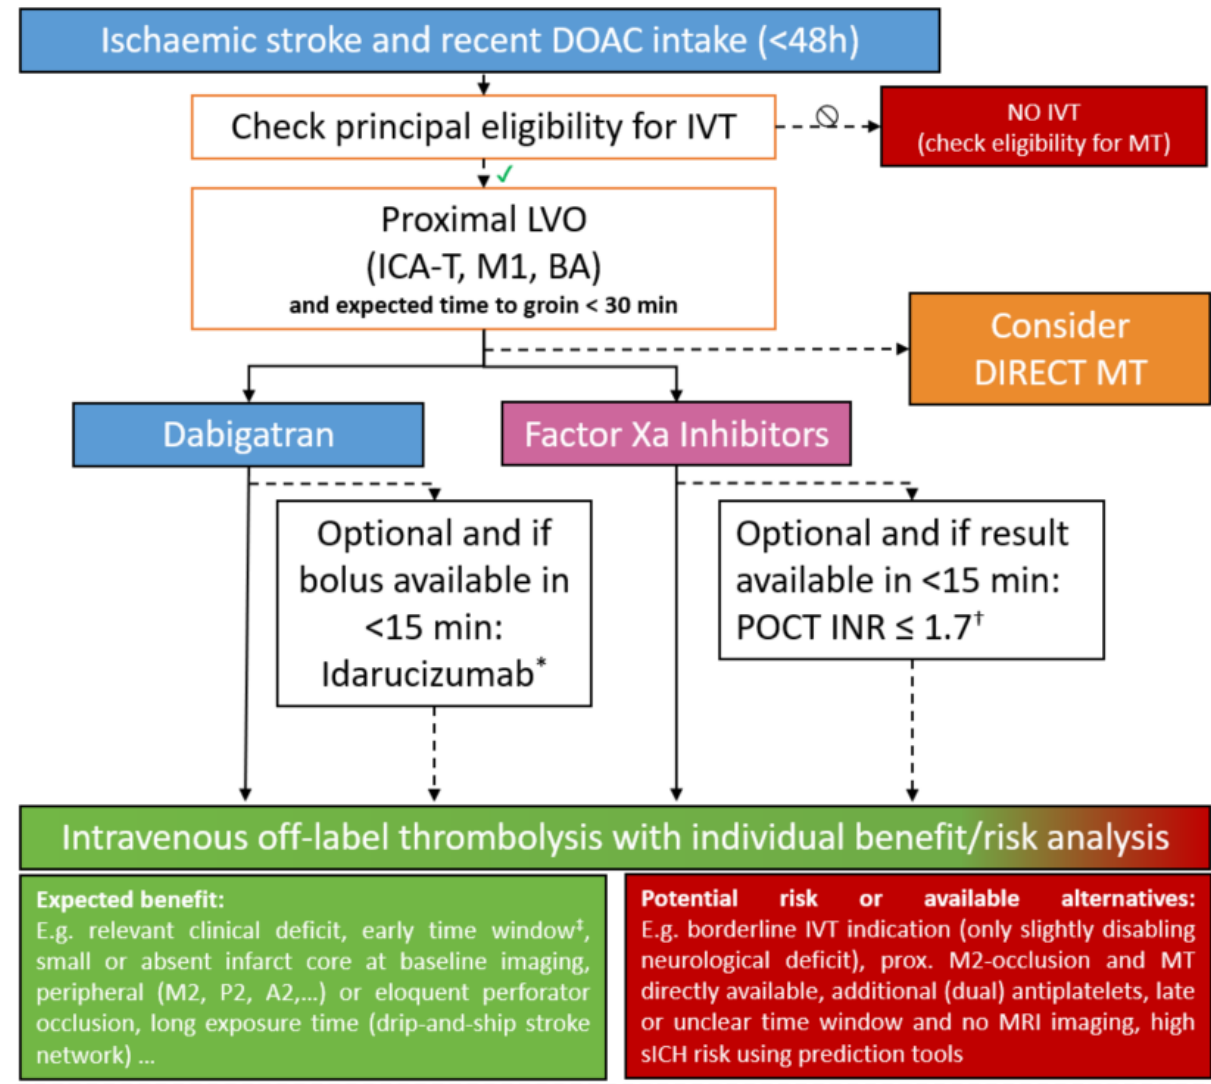 Ischaemic stroke and recent DOAC intake (<48h)
Check principal eligibility for IVT
NO IVT
(check eligibility for MT)
✓
Proximal LVO
(ICA-T, M1, BA)
and expected time to groin < 30 min
Consider
DIRECT MT
Dabigatran
Factor Xa Inhibitors
Optional and if
bolus available in
<15 min:
Idarucizumab*
Optional and if result
available in <15 min:
POCT INR ≤ 1.7†
Intravenous off-label thrombolysis with individual benefit/risk analysis
Expected benefit:
E.g. relevant clinical deficit, early time window‡,
small or absent infarct core at baseline imaging,
peripheral (M2, P2, A2,...) or eloquent perforator
occlusion, long exposure time (drip-and-ship stroke
network) ...
Potential risk or available alternatives:
E.g. borderline IVT indication (only slightly disabling
neurological deficit), prox. M2-occlusion and MT
directly available, additional (dual) antiplatelets, late
or unclear time window and no MRI imaging, high
sICH risk using prediction tools